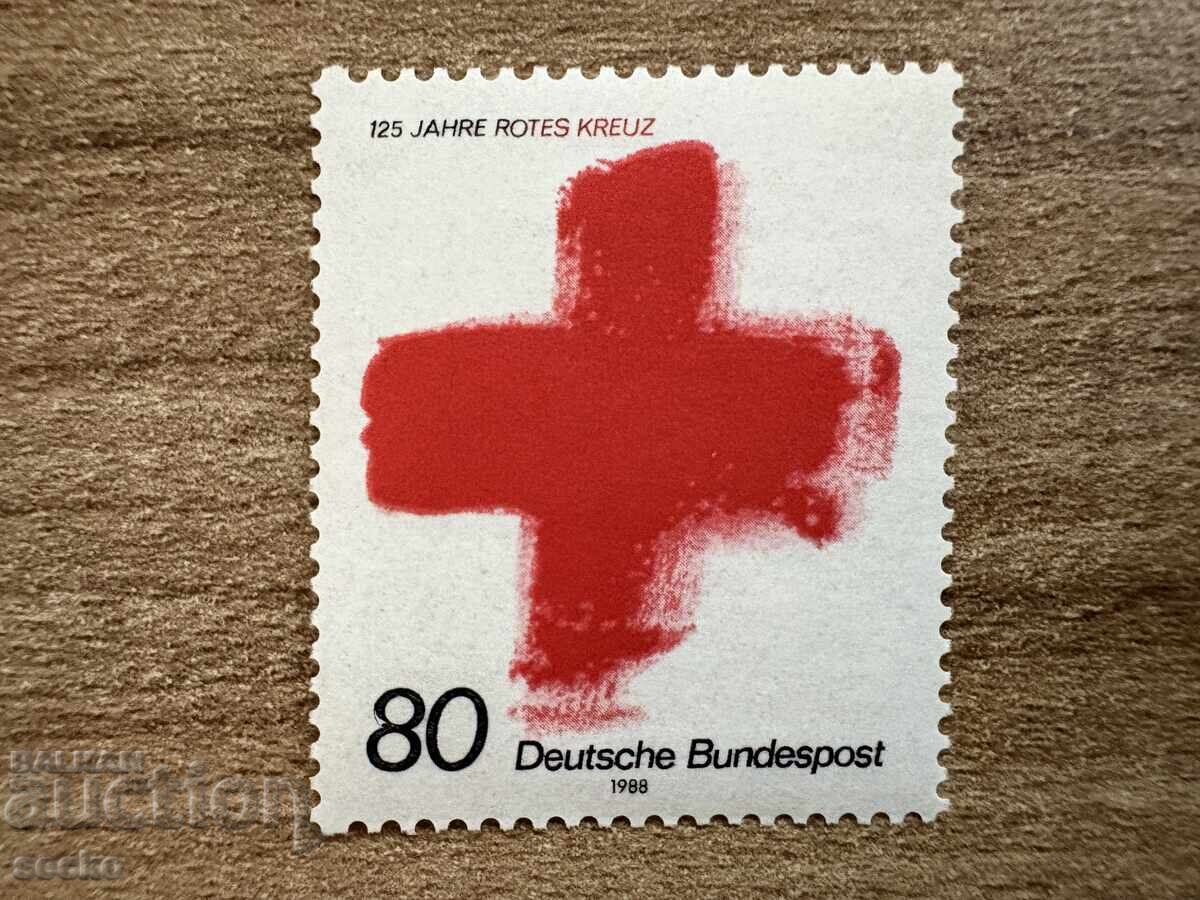 125 JAHRE ROTES KREUZ
80 Deutsche Bundespost
1988
BALKAN
auction
secko